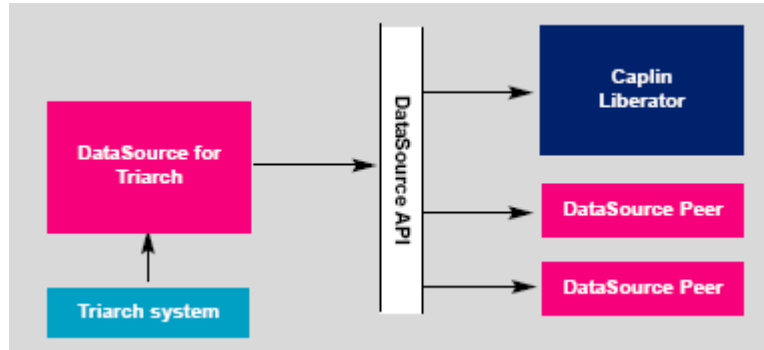 DataSource for
Triarch
Triarch system
DataSource API
Caplin
Liberator
DataSource Peer
DataSource Peer